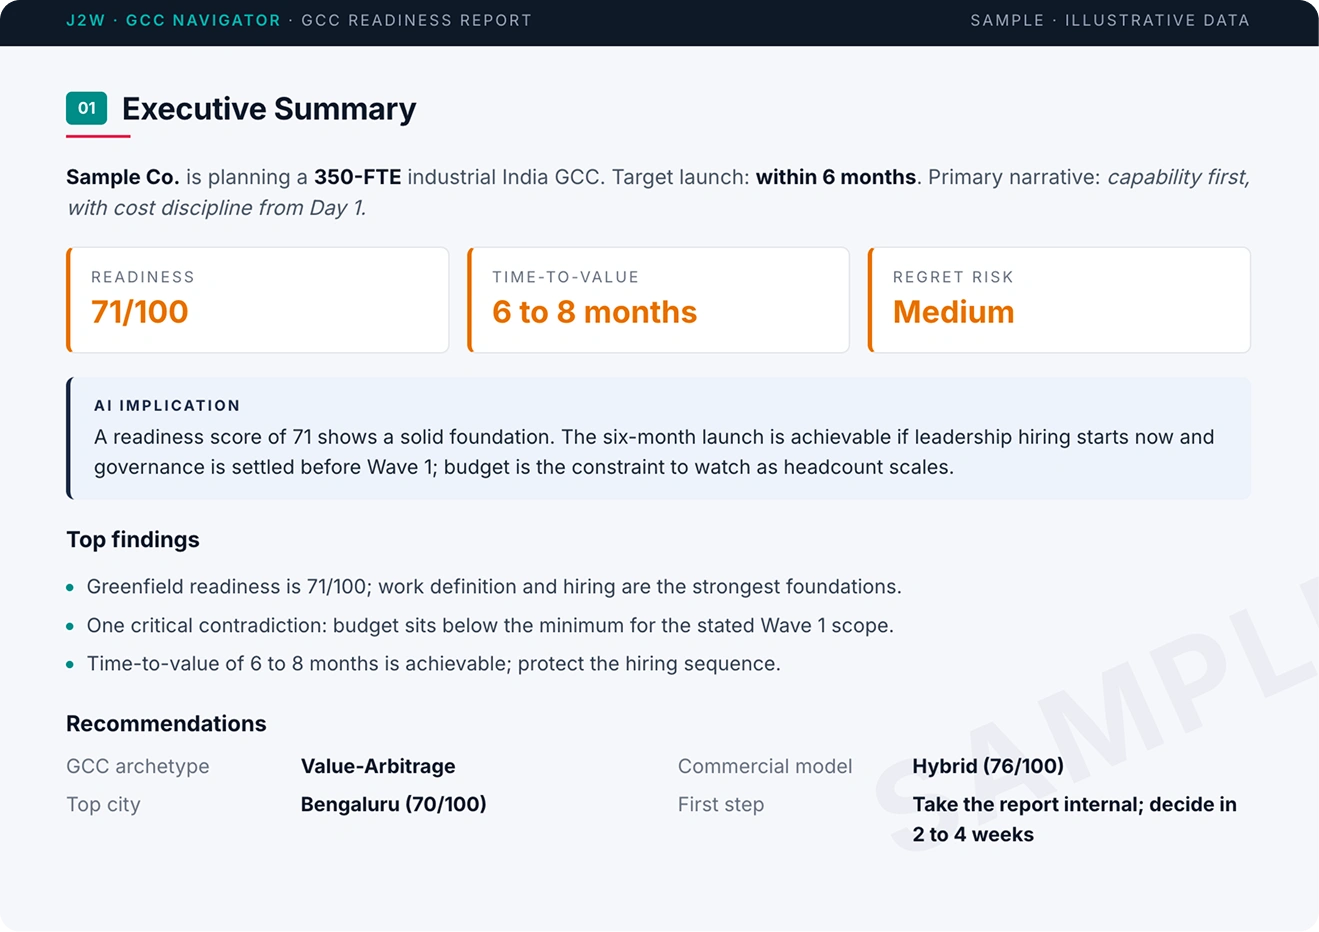 J2W · GCC NAVIGATOR · GCC READINESS REPORT
SAMPLE · ILLUSTRATIVE DATA
01 Executive Summary
Sample Co. is planning a 350-FTE industrial India GCC. Target launch: within 6 months. Primary narrative: capability first,
with cost discipline from Day 1.
READINESS
71/100
TIME-TO-VALUE
6 to 8 months
REGRET RISK
Medium
AI IMPLICATION
A readiness score of 71 shows a solid foundation. The six-month launch is achievable if leadership hiring starts now and
governance is settled before Wave 1; budget is the constraint to watch as headcount scales.
Top findings
• Greenfield readiness is 71/100; work definition and hiring are the strongest foundations.
• One critical contradiction: budget sits below the minimum for the stated Wave 1 scope.
• Time-to-value of 6 to 8 months is achievable; protect the hiring sequence.
Recommendations
GCC archetype Value-Arbitrage
Commercial model Hybrid (76/100)
Top city Bengaluru (70/100)
First step Take the report internal; decide in
2 to 4 weeks
SAMPL